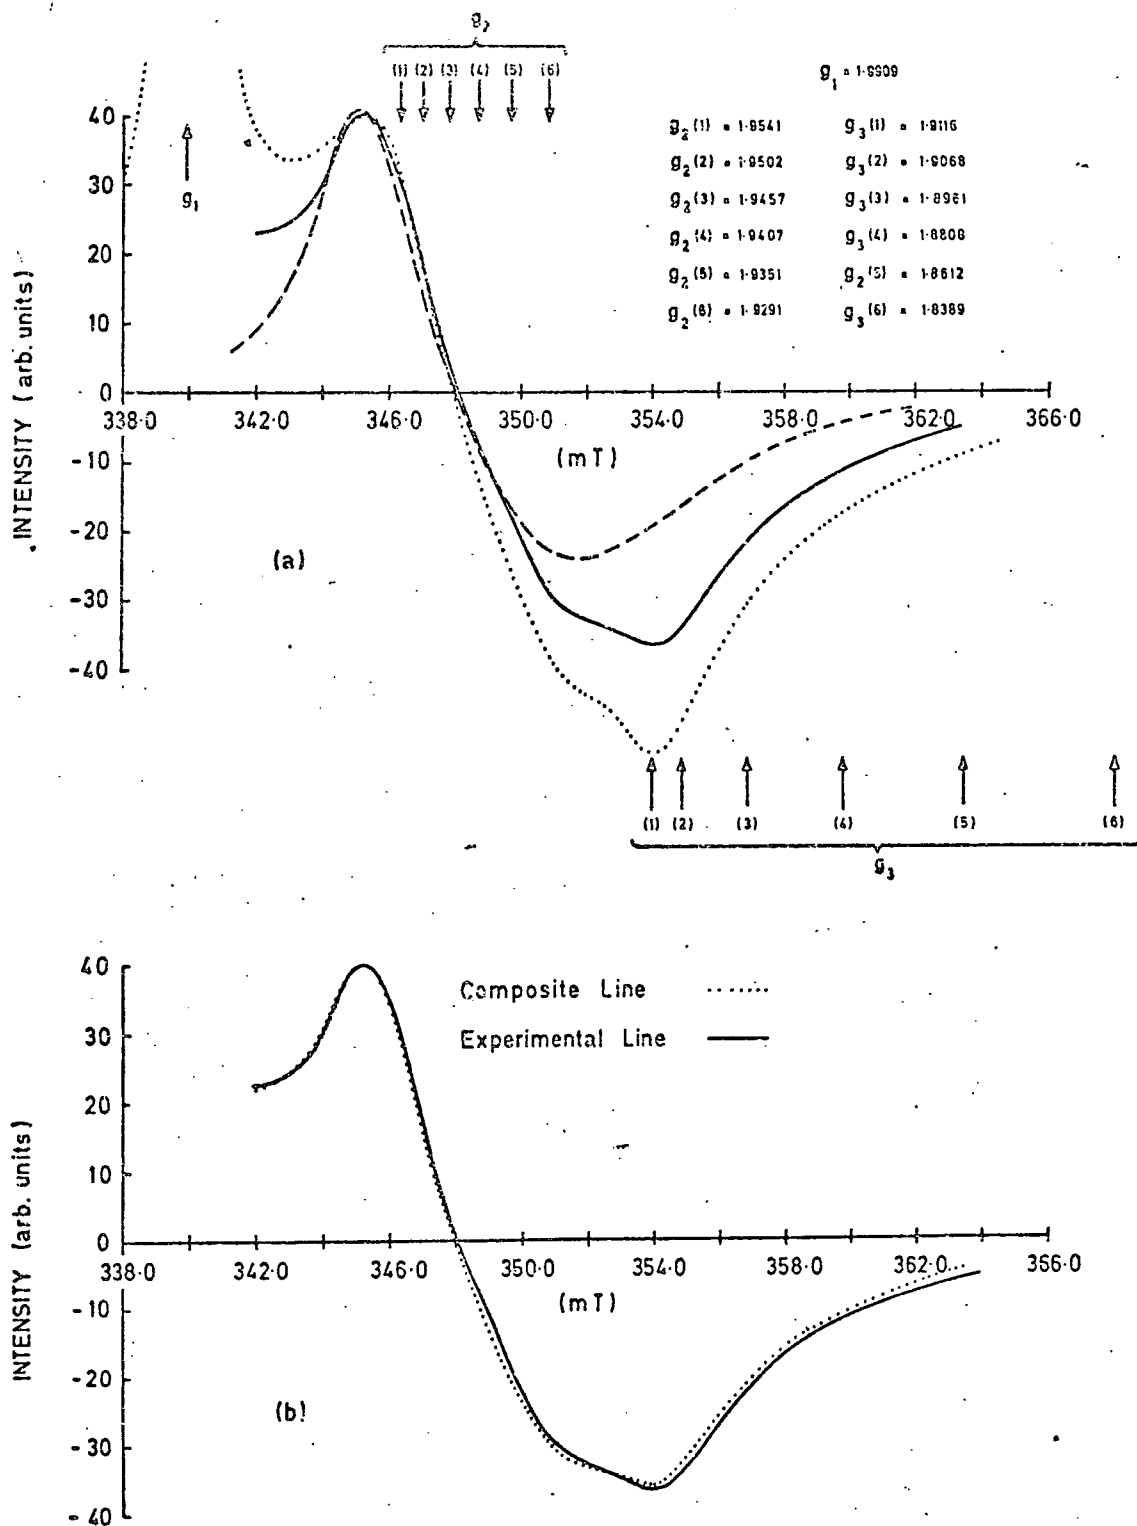 g₂
(1) (2) (3) (4) (5) (6)
g₁ = 1·9909
g₂(1) = 1·9541 g₃(1) = 1·9116
g₂(2) = 1·9502 g₃(2) = 1·9068
g₂(3) = 1·9457 g₃(3) = 1·8961
g₂(4) = 1·9407 g₃(4) = 1·8808
g₂(5) = 1·9351 g₂(5) = 1·8612
g₂(6) = 1·9291 g₃(6) = 1·8389
g₁
INTENSITY (arb. units)
40
30
20
10
0
-10
-20
-30
-40
338·0 342·0 346·0 350·0 354·0 358·0 362·0 366·0
(mT)
(a)
(1) (2) (3) (4) (5) (6)
g₃
Composite Line
Experimental Line
INTENSITY (arb. units)
40
30
20
10
0
-10
-20
-30
-40
338·0 342·0 346·0 350·0 354·0 358·0 362·0 366·0
(mT)
(b)